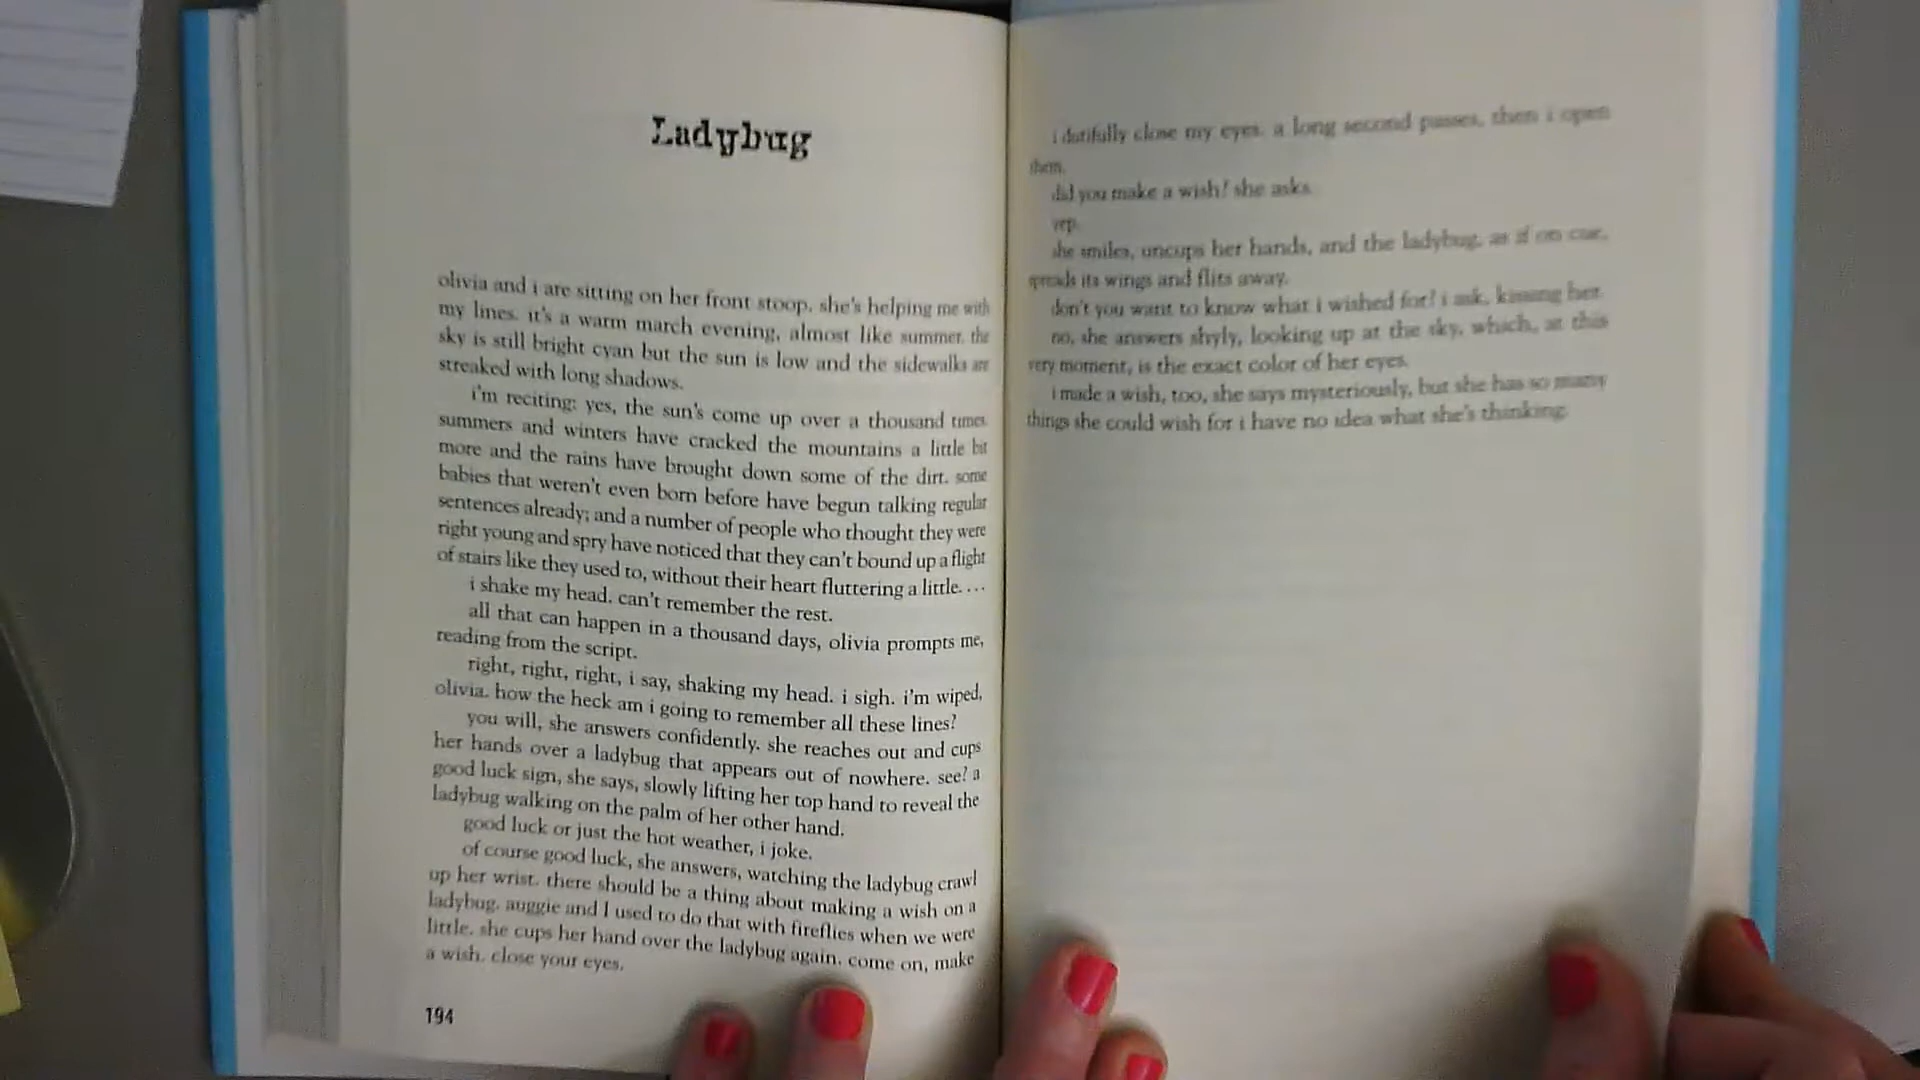 Ladybug
olivia and i are sitting on her front stoop. she's helping me with
my lines. it's a warm march evening, almost like summer. the
sky is still bright cyan but the sun is low and the sidewalks are
streaked with long shadows.
i'm reciting: yes, the sun's come up over a thousand times.
summers and winters have cracked the mountains a little bit
more and the rains have brought down some of the dirt. some
babies that weren't even born before have begun talking regular
sentences already; and a number of people who thought they were
right young and spry have noticed that they can't bound up a flight
of stairs like they used to, without their heart fluttering a little. . . .
i shake my head. can't remember the rest.
all that can happen in a thousand days, olivia prompts me,
reading from the script.
right, right, right, i say, shaking my head. i sigh. i'm wiped,
olivia. how the heck am i going to remember all these lines?
you will, she answers confidently. she reaches out and cups
her hands over a ladybug that appears out of nowhere. see? a
good luck sign, she says, slowly lifting her top hand to reveal the
ladybug walking on the palm of her other hand.
good luck or just the hot weather, i joke.
of course good luck, she answers, watching the ladybug crawl
up her wrist. there should be a thing about making a wish on a
ladybug. auggie and I used to do that with fireflies when we were
little. she cups her hand over the ladybug again. come on, make
a wish. close your eyes.
194
i dutifully close my eyes. a long second passes, then i open
them.
did you make a wish? she asks.
yep.
she smiles, uncups her hands, and the ladybug, as if on cue,
spreads its wings and flits away.
don't you want to know what i wished for? i ask, kissing her.
no, she answers shyly, looking up at the sky, which, at this
very moment, is the exact color of her eyes.
i made a wish, too, she says mysteriously, but she has so many
things she could wish for i have no idea what she's thinking.